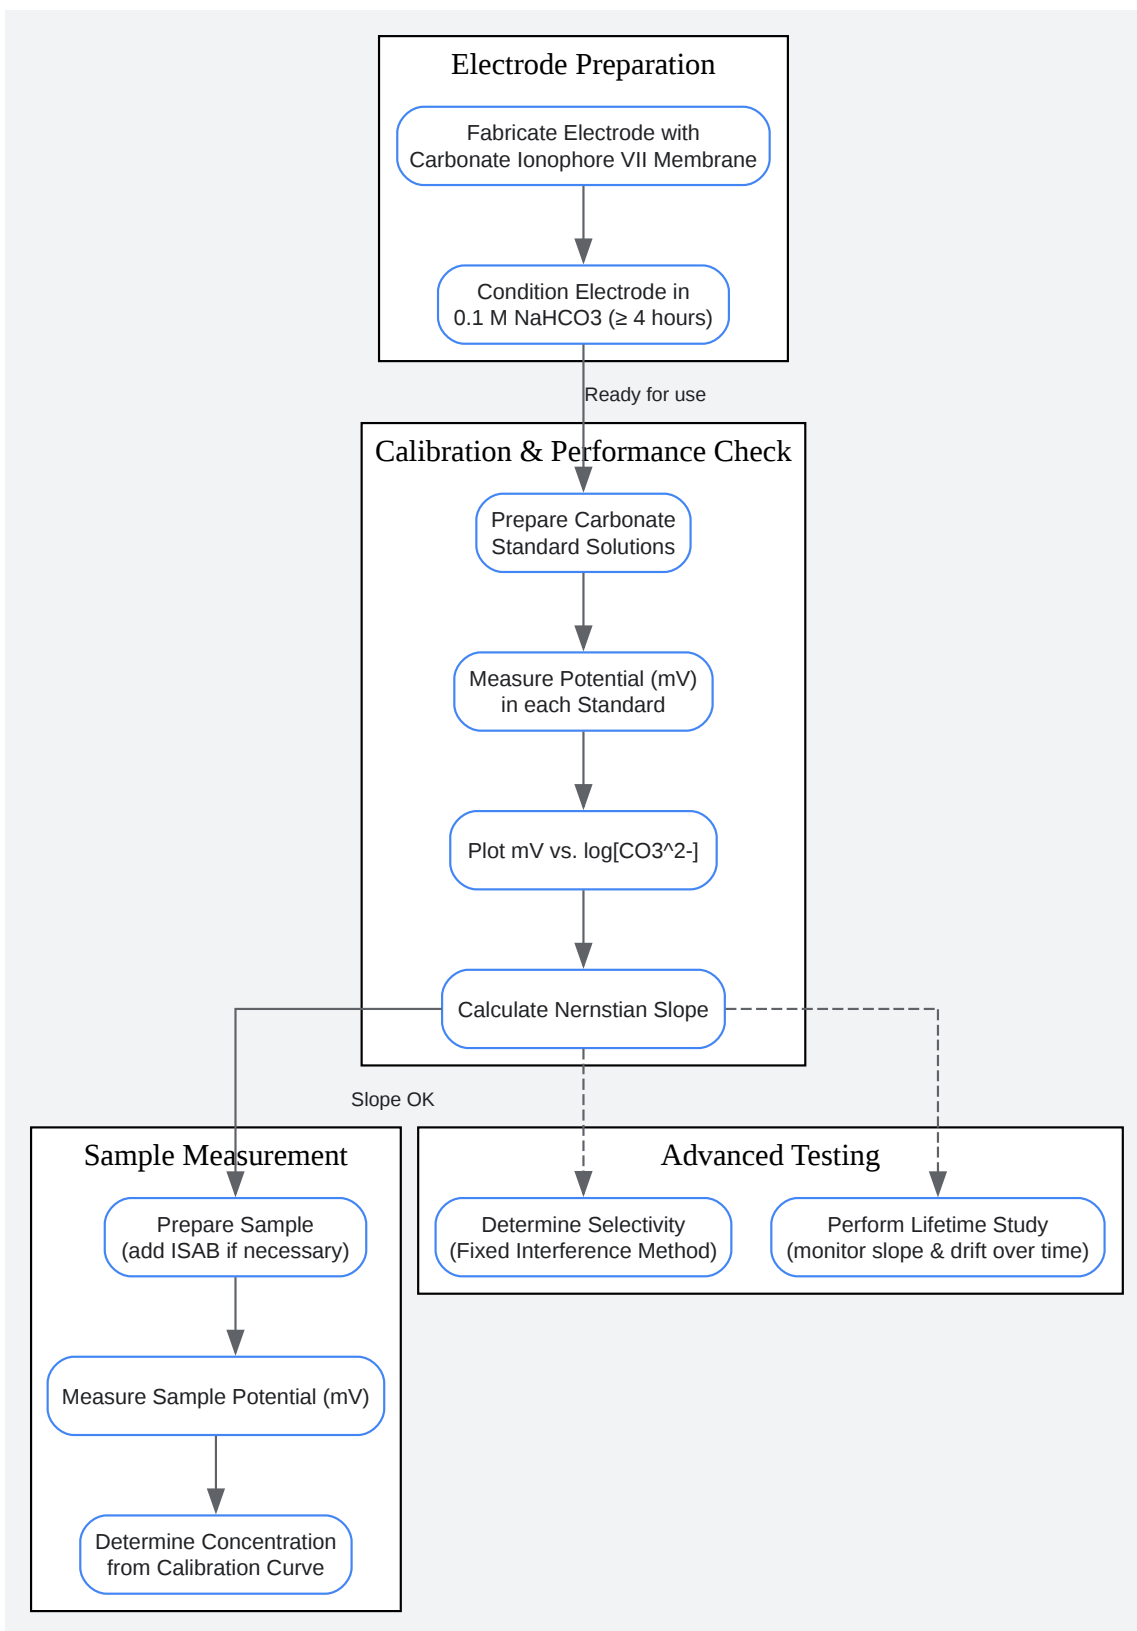 Electrode Preparation
Fabricate Electrode with
Carbonate Ionophore VII Membrane
Condition Electrode in
0.1 M NaHCO3 (≥ 4 hours)
Ready for use
Calibration & Performance Check
Prepare Carbonate
Standard Solutions
Measure Potential (mV)
in each Standard
Plot mV vs. log[CO3^2-]
Calculate Nernstian Slope
Slope OK
Sample Measurement
Prepare Sample
(add ISAB if necessary)
Measure Sample Potential (mV)
Determine Concentration
from Calibration Curve
Advanced Testing
Determine Selectivity
(Fixed Interference Method)
Perform Lifetime Study
(monitor slope & drift over time)